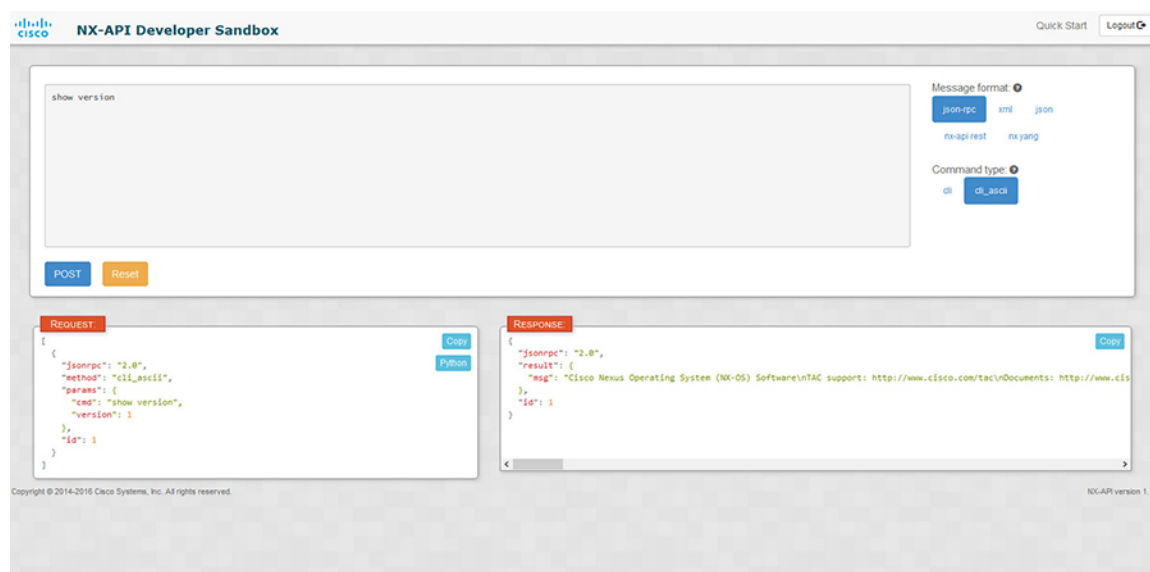 CISCO NX-API Developer Sandbox Quick Start Logout
show version
Message format:
json-rpc xml json
nx-api rest nx yang
Command type:
cli cli_ascii
POST Reset
REQUEST:
Copy
Python
[
{
"jsonrpc": "2.0",
"method": "cli_ascii",
"params": {
"cmd": "show version",
"version": 1
},
"id": 1
}
]
RESPONSE:
Copy
{
"jsonrpc": "2.0",
"result": {
"msg": "Cisco Nexus Operating System (NX-OS) Software\nTAC support: http://www.cisco.com/tac\nDocuments: http://www.cis
},
"id": 1
}
Copyright © 2014-2016 Cisco Systems, Inc. All rights reserved.
NX-API version 1.